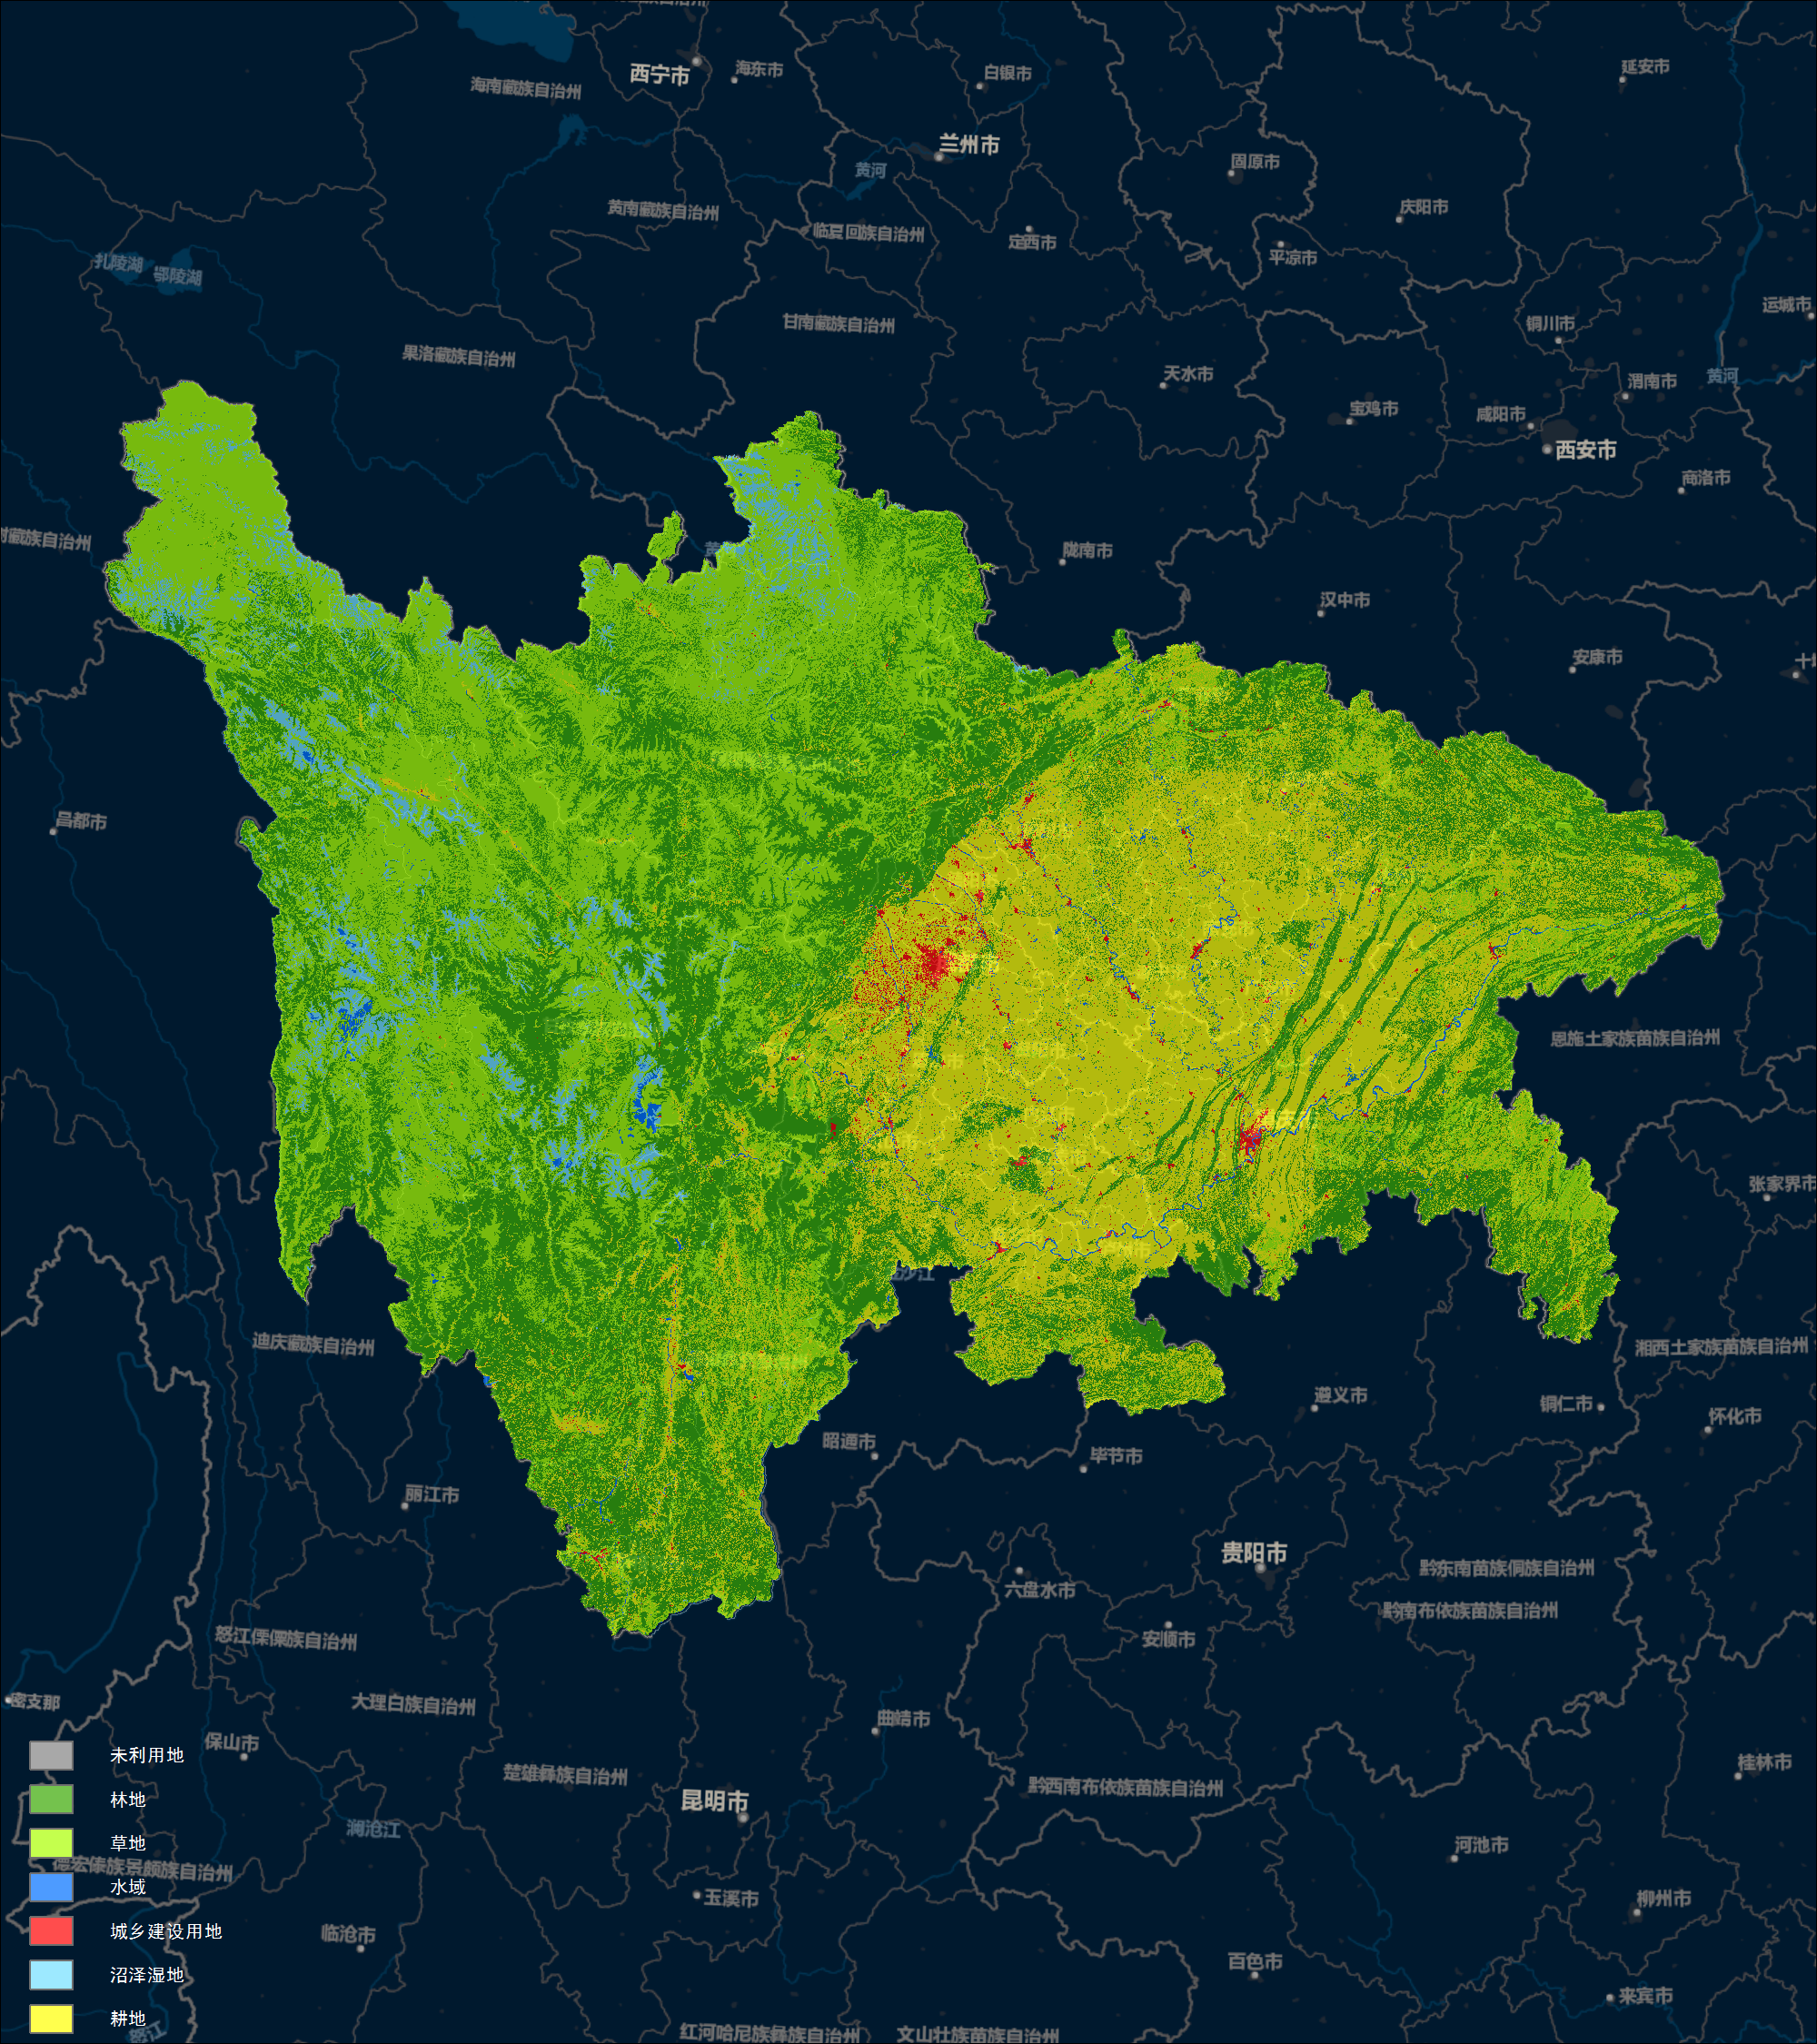 西宁市
海东市
白银市
延安市
海南藏族自治州
兰州市
固原市
黄河
黄南藏族自治州
庆阳市
临夏回族自治州
定西市
平凉市
扎陵湖
鄂陵湖
运城市
甘南藏族自治州
铜川市
果洛藏族自治州
天水市
渭南市
黄河
宝鸡市
咸阳市
西安市
商洛市
树藏族自治州
陇南市
汉中市
安康市
昌都市
恩施土家族苗族自治州
张家界市
沙江
迪庆藏族自治州
湘西土家族苗族自治州
遵义市
铜仁市
怀化市
昭通市
毕节市
丽江市
贵阳市
黔东南苗族侗族自治州
六盘水市
黔南布依族苗族自治州
安顺市
怒江傈僳族自治州
密支那
大理白族自治州
曲靖市
保山市
未利用地
桂林市
楚雄彝族自治州
黔西南布依族苗族自治州
林地
昆明市
澜沧江
草地
河池市
德宏傣族景颇族自治州
水域
玉溪市
柳州市
城乡建设用地
临沧市
百色市
沼泽湿地
来宾市
耕地
怒江
红河哈尼族彝族自治州
文山壮族苗族自治州